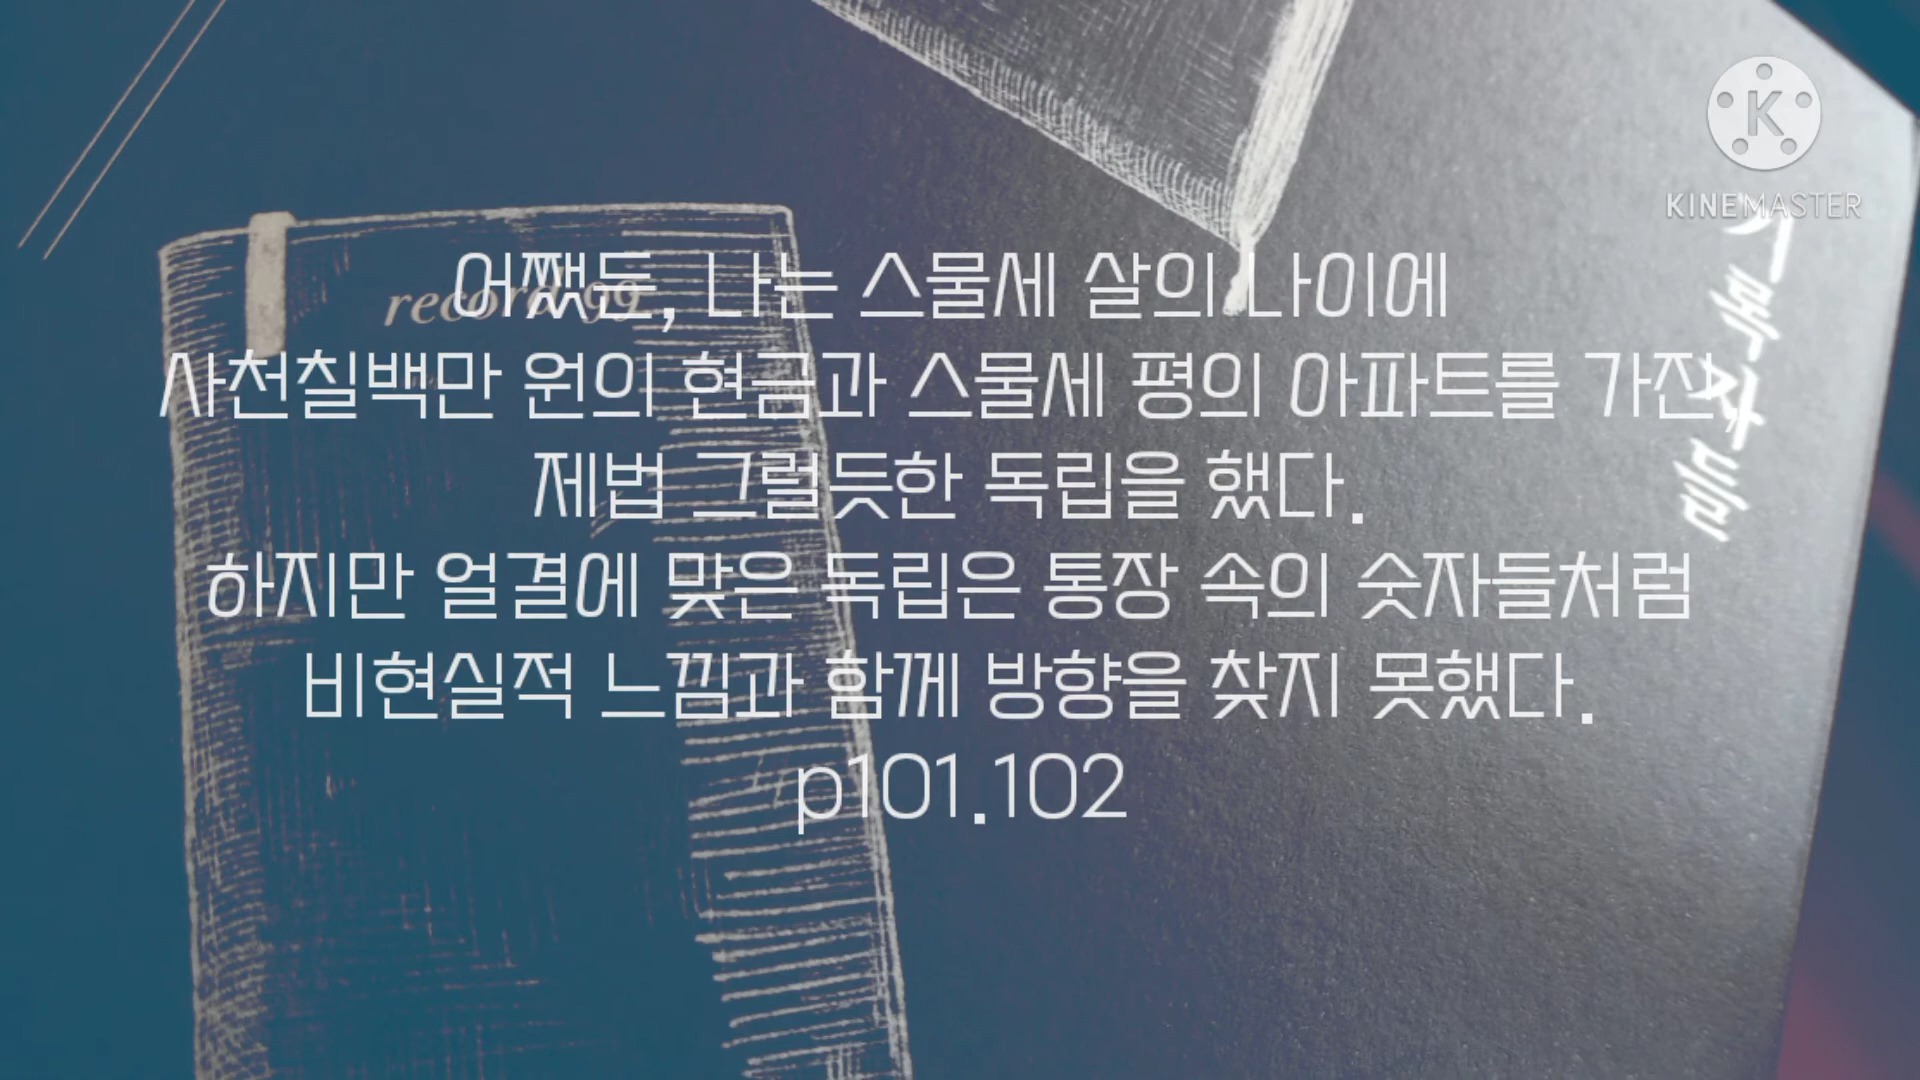 어쨌든, 나는 스물세 살의 나이에
사천칠백만 원의 현금과 스물세 평의 아파트를 가진
제법 그럴듯한 독립을 했다.
하지만 얼결에 맞은 독립은 통장 속의 숫자들처럼
비현실적 느낌과 함께 방향을 찾지 못했다.
p101.102
record 99
KINEMASTER